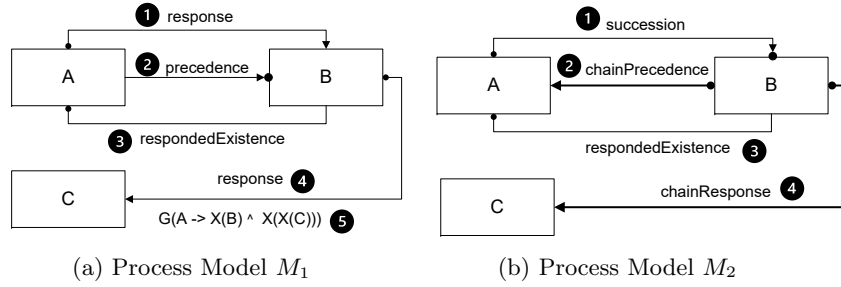 1 response
A
2 precedence
B
3 respondedExistence
response 4
C
G(A -> X(B) ^ X(X(C))) 5
(a) Process Model M1
1 succession
A
2 chainPrecedence
B
respondedExistence 3
chainResponse 4
C
(b) Process Model M2